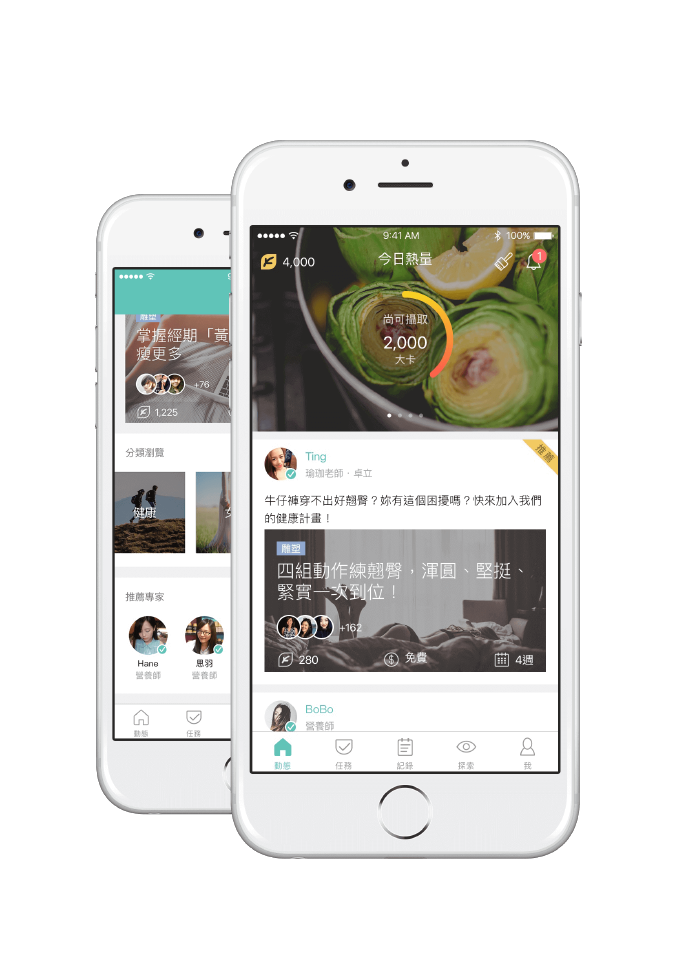 9:41 AM
100%
4,000
今日熱量
1
尚可攝取
2,000
大卡
Ting
瑜珈老師・卓立
推薦
牛仔褲穿不出好翹臀？妳有這個困擾嗎？快來加入我們
的健康計畫！
雕塑
四組動作練翹臀，渾圓、堅挺、
緊實一次到位！
+162
280
免費
4週
BoBo
營養師
動態
任務
記錄
探索
我
雕塑
掌握經期「黃
瘦更多
+76
1,225
分類瀏覽
健康
推薦專家
Hane
營養師
思羽
營養師
動態
任務